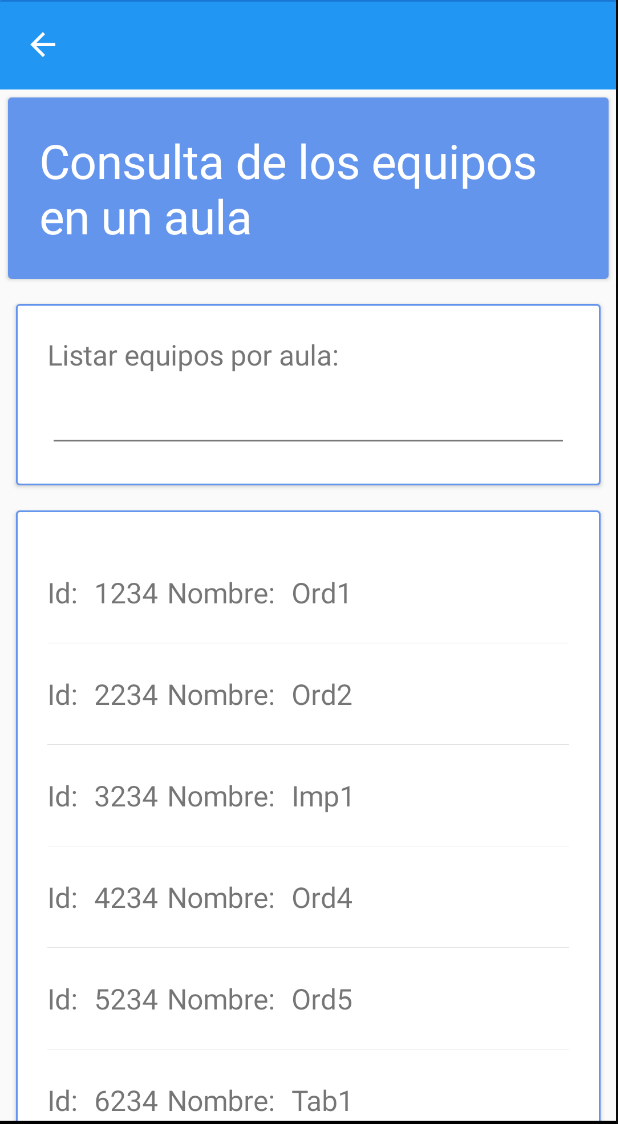 Consulta de los equipos
en un aula
Listar equipos por aula:
Id: 1234 Nombre: Ord1
Id: 2234 Nombre: Ord2
Id: 3234 Nombre: Imp1
Id: 4234 Nombre: Ord4
Id: 5234 Nombre: Ord5
Id: 6234 Nombre: Tab1